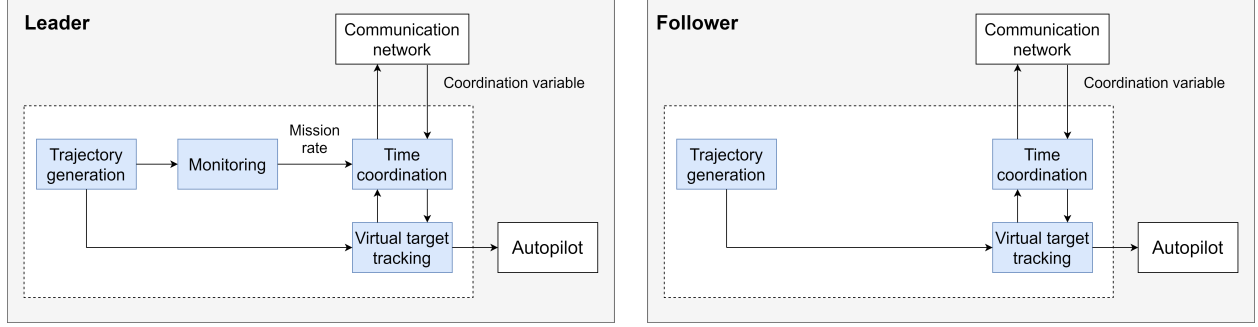 Leader
Communication
network
Coordination variable
Mission
rate
Trajectory
generation
Monitoring
Time
coordination
Virtual target
tracking
Autopilot
Follower
Communication
network
Coordination variable
Trajectory
generation
Time
coordination
Virtual target
tracking
Autopilot